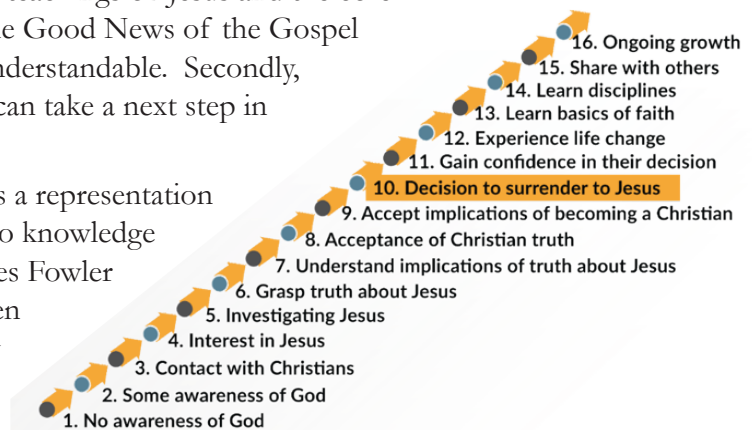 e Good News of the Gospel
nderstandable. Secondly,
can take a next step in
s a representation
o knowledge
es Fowler
en
16. Ongoing growth
15. Share with others
14. Learn disciplines
13. Learn basics of faith
12. Experience life change
11. Gain confidence in their decision
10. Decision to surrender to Jesus
9. Accept implications of becoming a Christian
8. Acceptance of Christian truth
7. Understand implications of truth about Jesus
6. Grasp truth about Jesus
5. Investigating Jesus
4. Interest in Jesus
3. Contact with Christians
2. Some awareness of God
1. No awareness of God